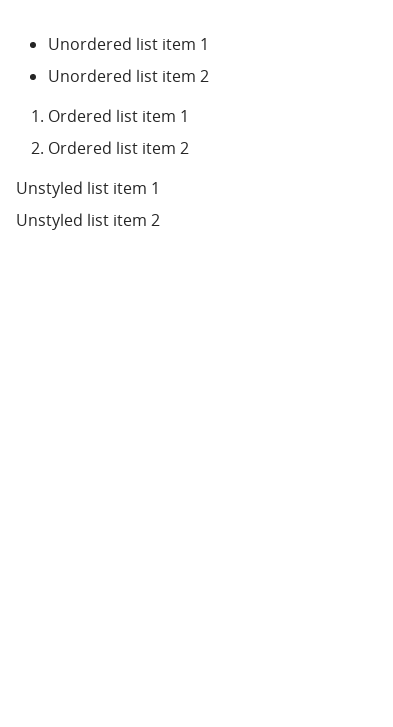 • Unordered list item 1
• Unordered list item 2
1. Ordered list item 1
2. Ordered list item 2
Unstyled list item 1
Unstyled list item 2